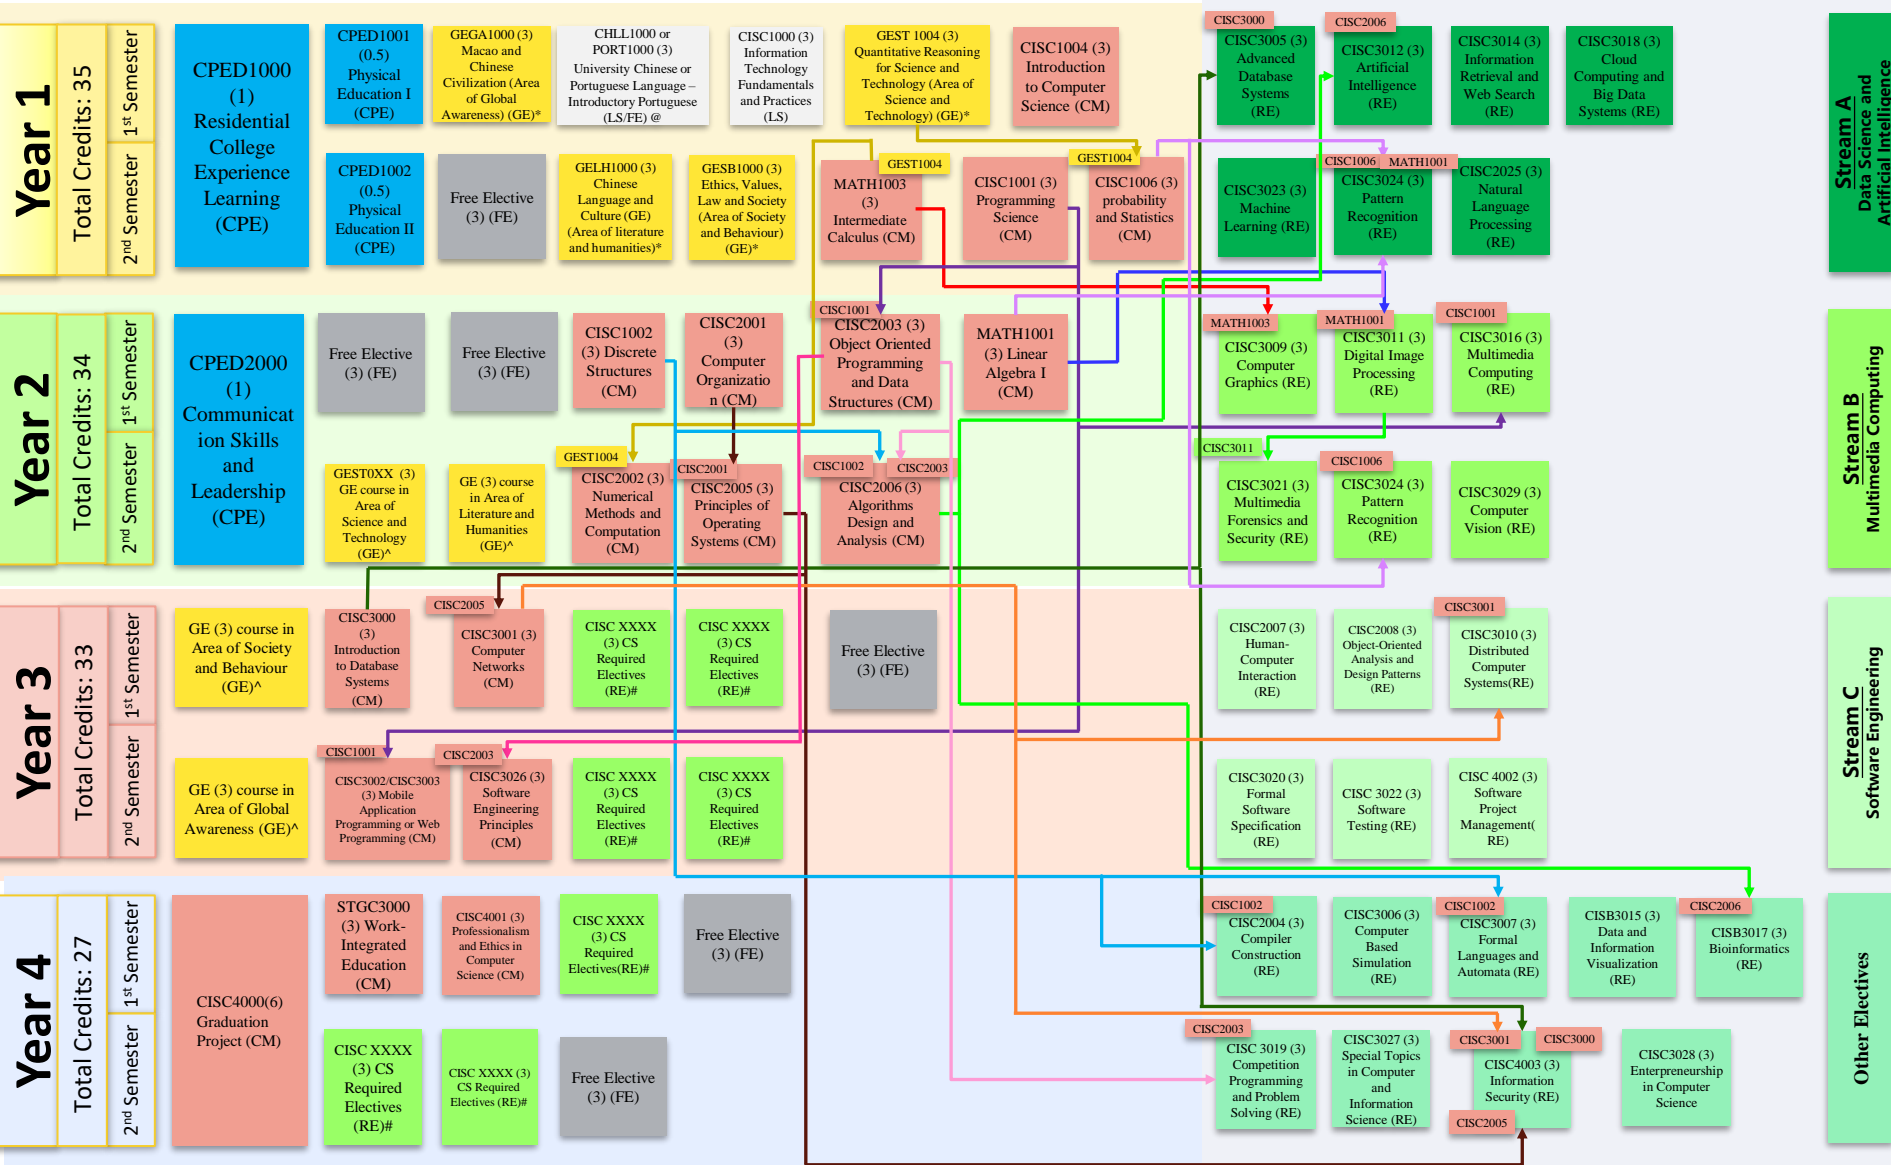 Year 1
Total Credits: 35
1st Semester
2nd Semester
CPED1000
(1)
Residential
College
Experience
Learning
(CPE)
CPED1001
(0.5)
Physical
Education I
(CPE)
GEGA1000 (3)
Macao and
Chinese
Civilization (Area
of Global
Awareness) (GE)*
CHLL1000 or
PORT1000 (3)
University Chinese or
Portuguese Language –
Introductory Portuguese
(LS/FE) @
CISC1000 (3)
Information
Technology
Fundamentals
and Practices
(LS)
GEST 1004 (3)
Quantitative Reasoning
for Science and
Technology (Area of
Science and
Technology) (GE)*
CISC1004 (3)
Introduction
to Computer
Science (CM)
CPED1002
(0.5)
Physical
Education II
(CPE)
Free Elective
(3) (FE)
GELH1000 (3)
Chinese
Language and
Culture (GE)
(Area of literature
and humanities)*
GESB1000 (3)
Ethics, Values,
Law and Society
(Area of Society
and Behaviour)
(GE)*
GEST1004
MATH1003
(3)
Intermediate
Calculus (CM)
CISC1001 (3)
Programming
Science
(CM)
GEST1004
CISC1006 (3)
probability
and Statistics
(CM)
CISC3000
CISC3005 (3)
Advanced
Database
Systems
(RE)
CISC2006
CISC3012 (3)
Artificial
Intelligence
(RE)
CISC3014 (3)
Information
Retrieval and
Web Search
(RE)
CISC3018 (3)
Cloud
Computing and
Big Data
Systems (RE)
CISC3023 (3)
Machine
Learning (RE)
CISC1006
MATH1001
CISC3024 (3)
Pattern
Recognition
(RE)
CISC2025 (3)
Natural
Language
Processing
(RE)
Stream A
Data Science and
Artificial Intelligence
Year 2
Total Credits: 34
1st Semester
2nd Semester
CPED2000
(1)
Communicat
ion Skills
and
Leadership
(CPE)
Free Elective
(3) (FE)
Free Elective
(3) (FE)
CISC1002
(3) Discrete
Structures
(CM)
CISC2001
(3)
Computer
Organizatio
n (CM)
CISC1001
CISC2003 (3)
Object Oriented
Programming
and Data
Structures (CM)
MATH1001
(3) Linear
Algebra I
(CM)
GEST0XX (3)
GE course in
Area of
Science and
Technology
(GE)^
GE (3) course
in Area of
Literature and
Humanities
(GE)^
GEST1004
CISC2002 (3)
Numerical
Methods and
Computation
(CM)
CISC2001
CISC2005 (3)
Principles of
Operating
Systems (CM)
CISC1002
CISC2003
CISC2006 (3)
Algorithms
Design and
Analysis (CM)
MATH1003
CISC3009 (3)
Computer
Graphics (RE)
MATH1001
CISC3011 (3)
Digital Image
Processing
(RE)
CISC1001
CISC3016 (3)
Multimedia
Computing
(RE)
CISC3011
CISC3021 (3)
Multimedia
Forensics and
Security (RE)
CISC1006
CISC3024 (3)
Pattern
Recognition
(RE)
CISC3029 (3)
Computer
Vision (RE)
Stream B
Multimedia Computing
Year 3
Total Credits: 33
1st Semester
2nd Semester
GE (3) course in
Area of Society
and Behaviour
(GE)^
CISC3000
(3)
Introduction
to Database
Systems
(CM)
CISC2005
CISC3001 (3)
Computer
Networks
(CM)
CISC XXXX
(3) CS
Required
Electives
(RE)#
CISC XXXX
(3) CS
Required
Electives
(RE)#
Free Elective
(3) (FE)
GE (3) course in
Area of Global
Awareness (GE)^
CISC1001
CISC3002/CISC3003
(3) Mobile
Application
Programming or Web
Programming (CM)
CISC2003
CISC3026 (3)
Software
Engineering
Principles
(CM)
CISC XXXX
(3) CS
Required
Electives
(RE)#
CISC XXXX
(3) CS
Required
Electives
(RE)#
CISC2007 (3)
Human-
Computer
Interaction
(RE)
CISC2008 (3)
Object-Oriented
Analysis and
Design Patterns
(RE)
CISC3001
CISC3010 (3)
Distributed
Computer
Systems(RE)
CISC3020 (3)
Formal
Software
Specification
(RE)
CISC 3022 (3)
Software
Testing (RE)
CISC 4002 (3)
Software
Project
Management(
RE)
Stream C
Software Engineering
Year 4
Total Credits: 27
1st Semester
2nd Semester
CISC4000(6)
Graduation
Project (CM)
STGC3000
(3) Work-
Integrated
Education
(CM)
CISC4001 (3)
Professionalism
and Ethics in
Computer
Science (CM)
CISC XXXX
(3) CS
Required
Electives(RE)#
Free Elective
(3) (FE)
CISC XXXX
(3) CS
Required
Electives
(RE)#
CISC XXXX (3)
CS Required
Electives (RE)#
Free Elective
(3) (FE)
CISC1002
CISC2004 (3)
Compiler
Construction
(RE)
CISC3006 (3)
Computer
Based
Simulation
(RE)
CISC1002
CISC3007 (3)
Formal
Languages and
Automata (RE)
CISB3015 (3)
Data and
Information
Visualization
(RE)
CISC2006
CISB3017 (3)
Bioinformatics
(RE)
CISC2003
CISC 3019 (3)
Competition
Programming
and Problem
Solving (RE)
CISC3027 (3)
Special Topics
in Computer
and
Information
Science (RE)
CISC3001
CISC3000
CISC4003 (3)
Information
Security (RE)
CISC2005
CISC3028 (3)
Enterpreneurship
in Computer
Science
Other Electives